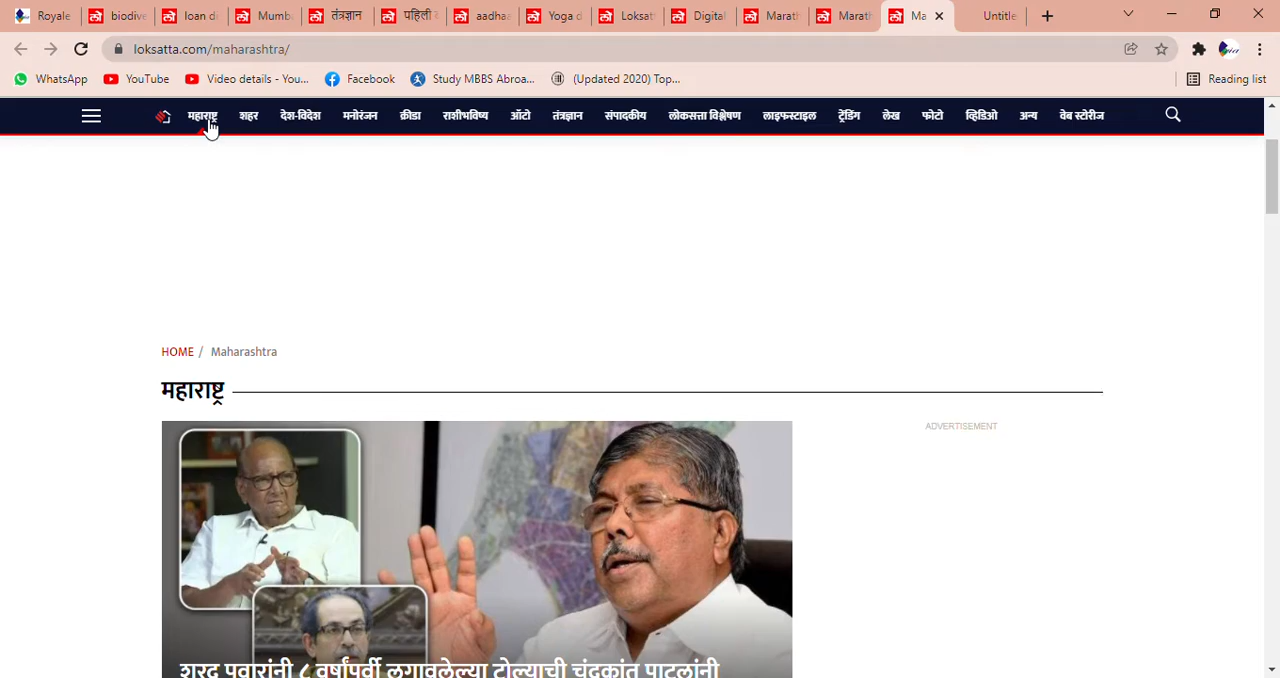 Royale biodive loan di Mumb. तंत्रज्ञान पहिली aadhaa Yoga d Loksatt Digital Marath Marath Ma Untitle
loksatta.com/maharashtra/
WhatsApp YouTube Video details - You... Facebook Study MBBS Abroa... (Updated 2020) Top... Reading list
महाराष्ट्र शहर देश-विदेश मनोरंजन क्रीडा राशीभविष्य ऑटो तंत्रज्ञान संपादकीय लोकसत्ता विश्लेषण लाइफस्टाइल ट्रेंडिंग लेख फोटो व्हिडिओ अन्य वेब स्टोरीज
HOME / Maharashtra
महाराष्ट्र
ADVERTISEMENT
शरद पवारांनी ८ वर्षांपूर्वी लगावलेल्या टोल्याची चंद्रकांत पाटलांनी